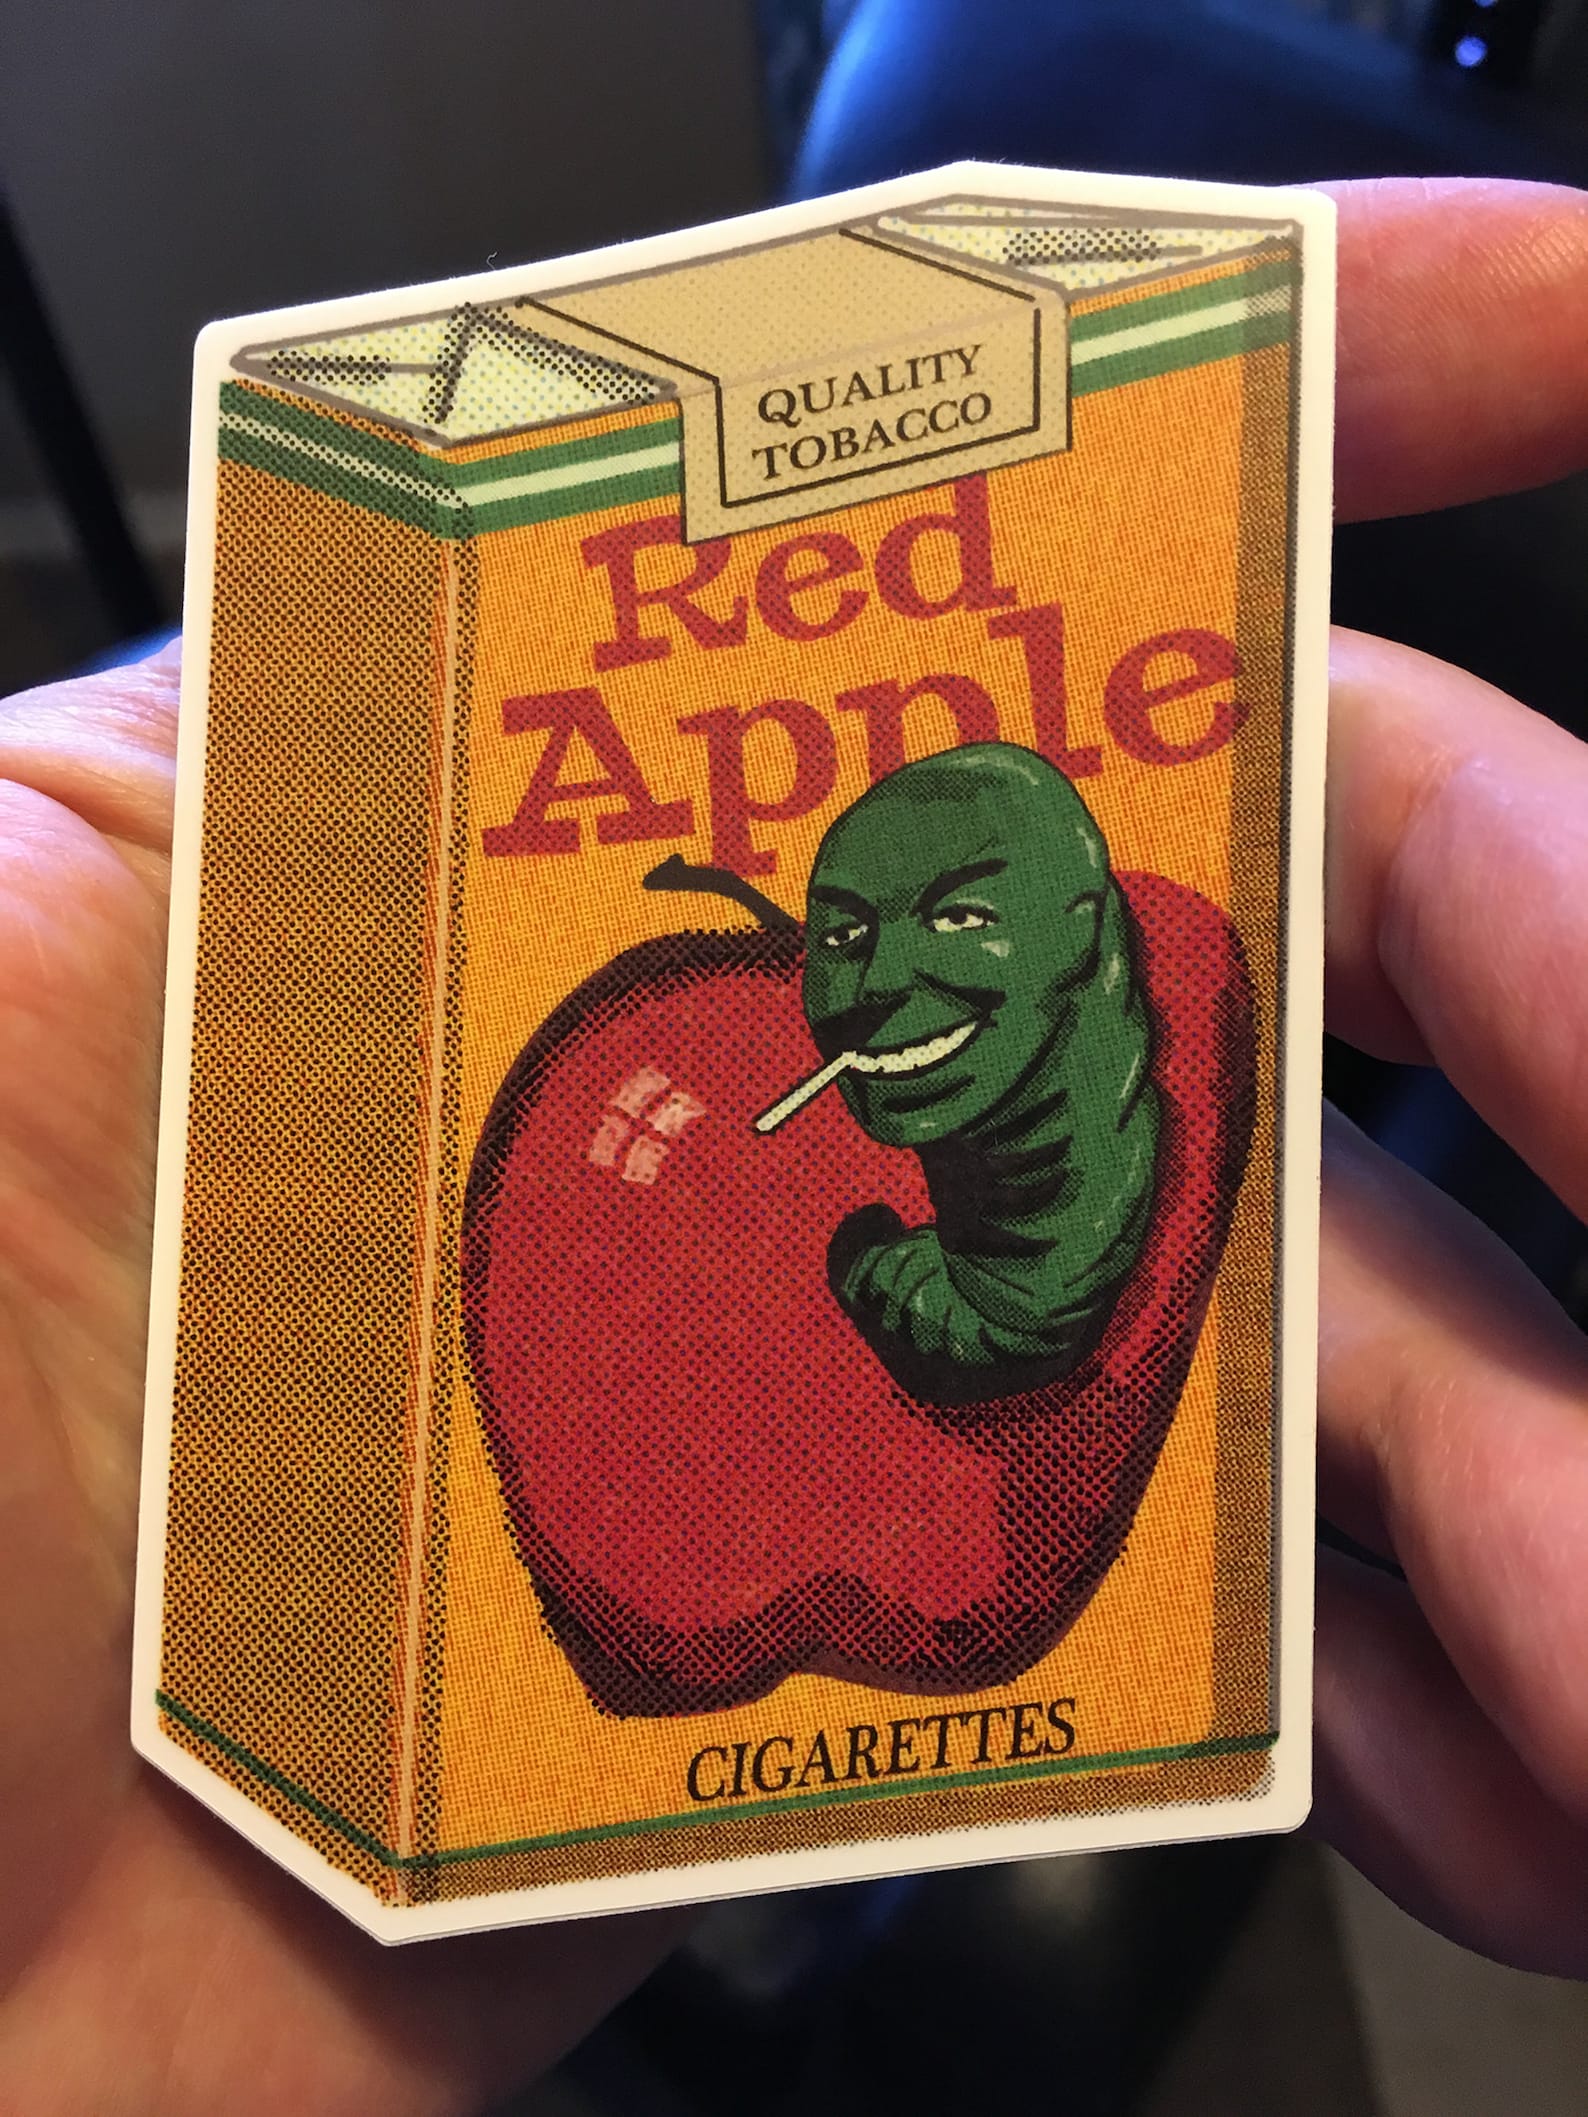 QUALITY
TOBACCO
Red
Apple
CIGARETTES